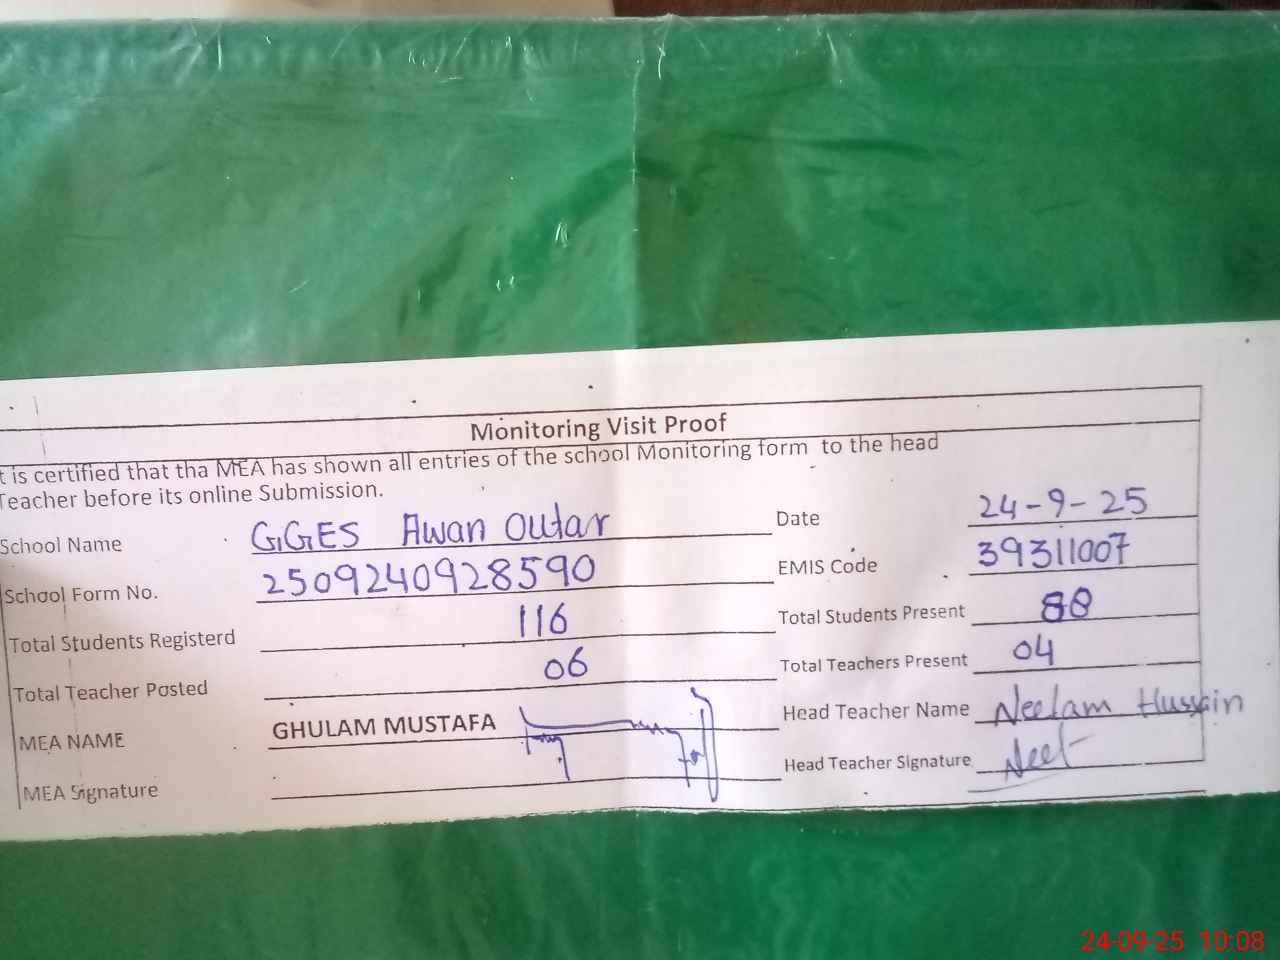 Monitoring Visit Proof
t is certified that tha MEA has shown all entries of the school Monitoring form to the head
Teacher before its online Submission.
School Name GGES Awan Outar Date 24-9-25
School Form No. 2509240928590 EMIS Code 39311007
Total Students Registerd 116 Total Students Present 88
Total Teacher Posted 06 Total Teachers Present 04
MEA NAME GHULAM MUSTAFA Head Teacher Name Neelam Hussain
MEA Signature Head Teacher Signature Neel
24-09-25 10:08